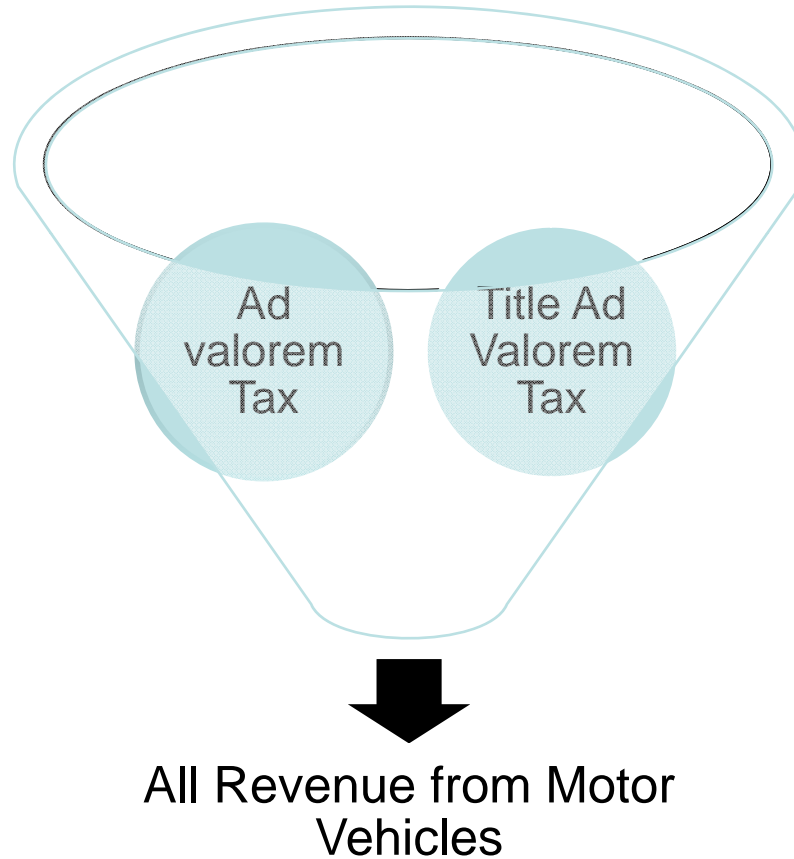 Ad
valorem
Tax
Title Ad
Valorem
Tax
All Revenue from Motor
Vehicles